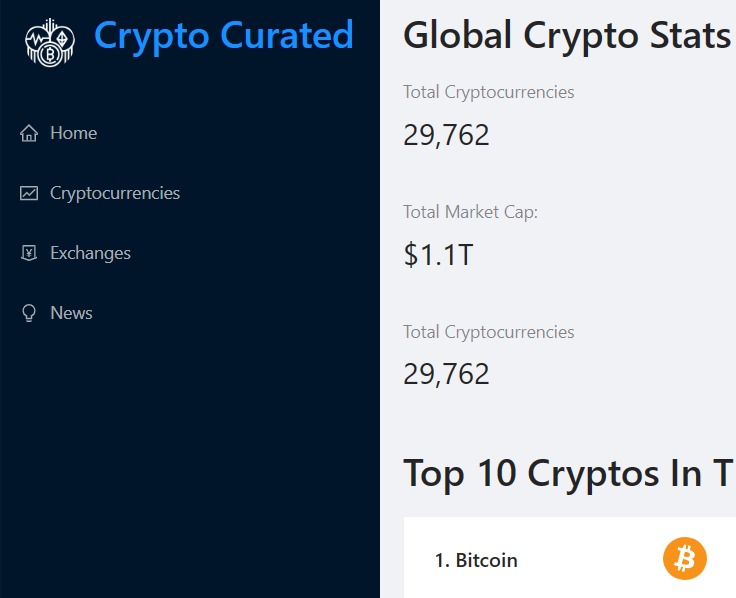 Crypto Curated
Home
Cryptocurrencies
Exchanges
News
Global Crypto Stats
Total Cryptocurrencies
29,762
Total Market Cap:
$1.1T
Total Cryptocurrencies
29,762
Top 10 Cryptos In T
1. Bitcoin